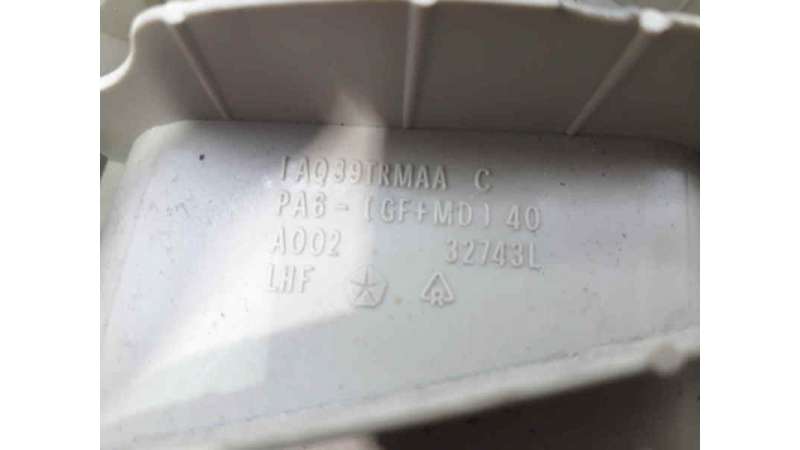 1AQ39TRMAA C
PA6-(GF+MD)40
A002 32743L
LHF R